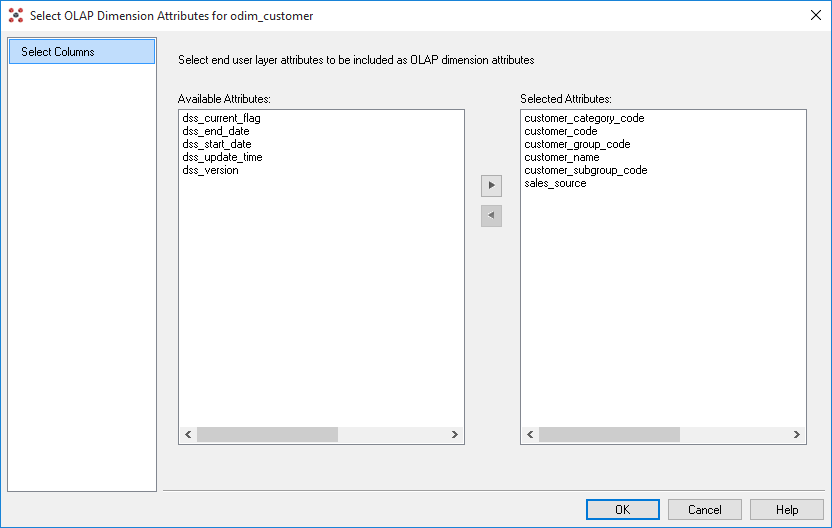 Select OLAP Dimension Attributes for odim_customer
Select Columns
Select end user layer attributes to be included as OLAP dimension attributes
Available Attributes:
dss_current_flag
dss_end_date
dss_start_date
dss_update_time
dss_version
Selected Attributes:
customer_category_code
customer_code
customer_group_code
customer_name
customer_subgroup_code
sales_source
OK
Cancel
Help